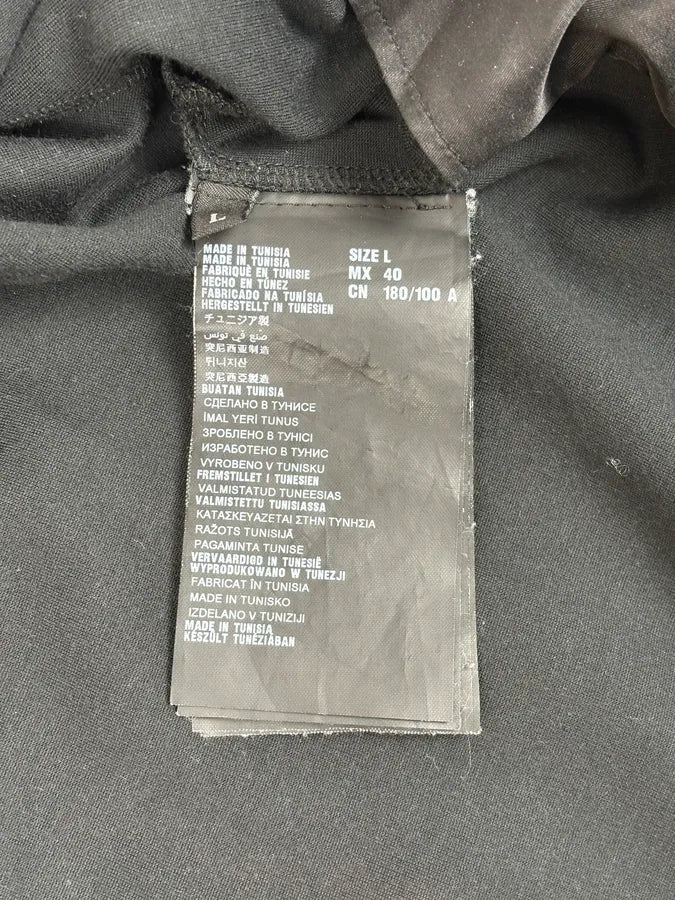 L
MADE IN TUNISIA
MADE IN TUNISIA
FABRIQUÉ EN TUNISIE
HECHO EN TÚNEZ
FABRICADO NA TUNÍSIA
HERGESTELLT IN TUNESIEN
チュニジア製
صنع في تونس
突尼西亚制造
튀니지산
突尼西亞製造
BUATAN TUNISIA
СДЕЛАНО В ТУНИСЕ
İMAL YERİ TUNUS
ЗРОБЛЕНО В ТУНІСІ
ИЗРАБОТЕНО В ТУНИС
VYROBENO V TUNISKU
FREMSTILLET I TUNESIEN
VALMISTATUD TUNEESIAS
VALMISTETTU TUNISIASSA
ΚΑΤΑΣΚΕΥΑΖΕΤΑΙ ΣΤΗΝ ΤΥΝΗΣΙΑ
RAŽOTS TUNISIJĀ
PAGAMINTA TUNISE
VERVAARDIGD IN TUNESIË
WYPRODUKOWANO W TUNEZJI
FABRICAT ÎN TUNISIA
MADE IN TUNISKO
IZDELANO V TUNIZIJI
MADE IN TUNISIA
KÉSZÜLT TUNÉZIÁBAN
SIZE L
MX 40
CN 180/100 A